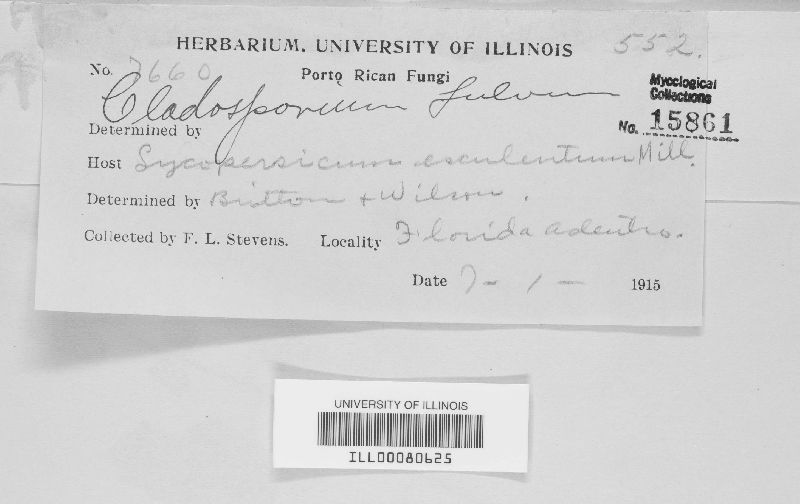 HERBARIUM, UNIVERSITY OF ILLINOIS 552.
No. 7660 Porto Rican Fungi
Mycological
Collections
Cladosporium fulvum
No. 15861
Determined by
Host Lycopersicum esculentum Mill.
Determined by Britton + Wilson.
Collected by F. L. Stevens. Locality Florida adentro.
Date 7-1- 1915
UNIVERSITY OF ILLINOIS
ILL00080625